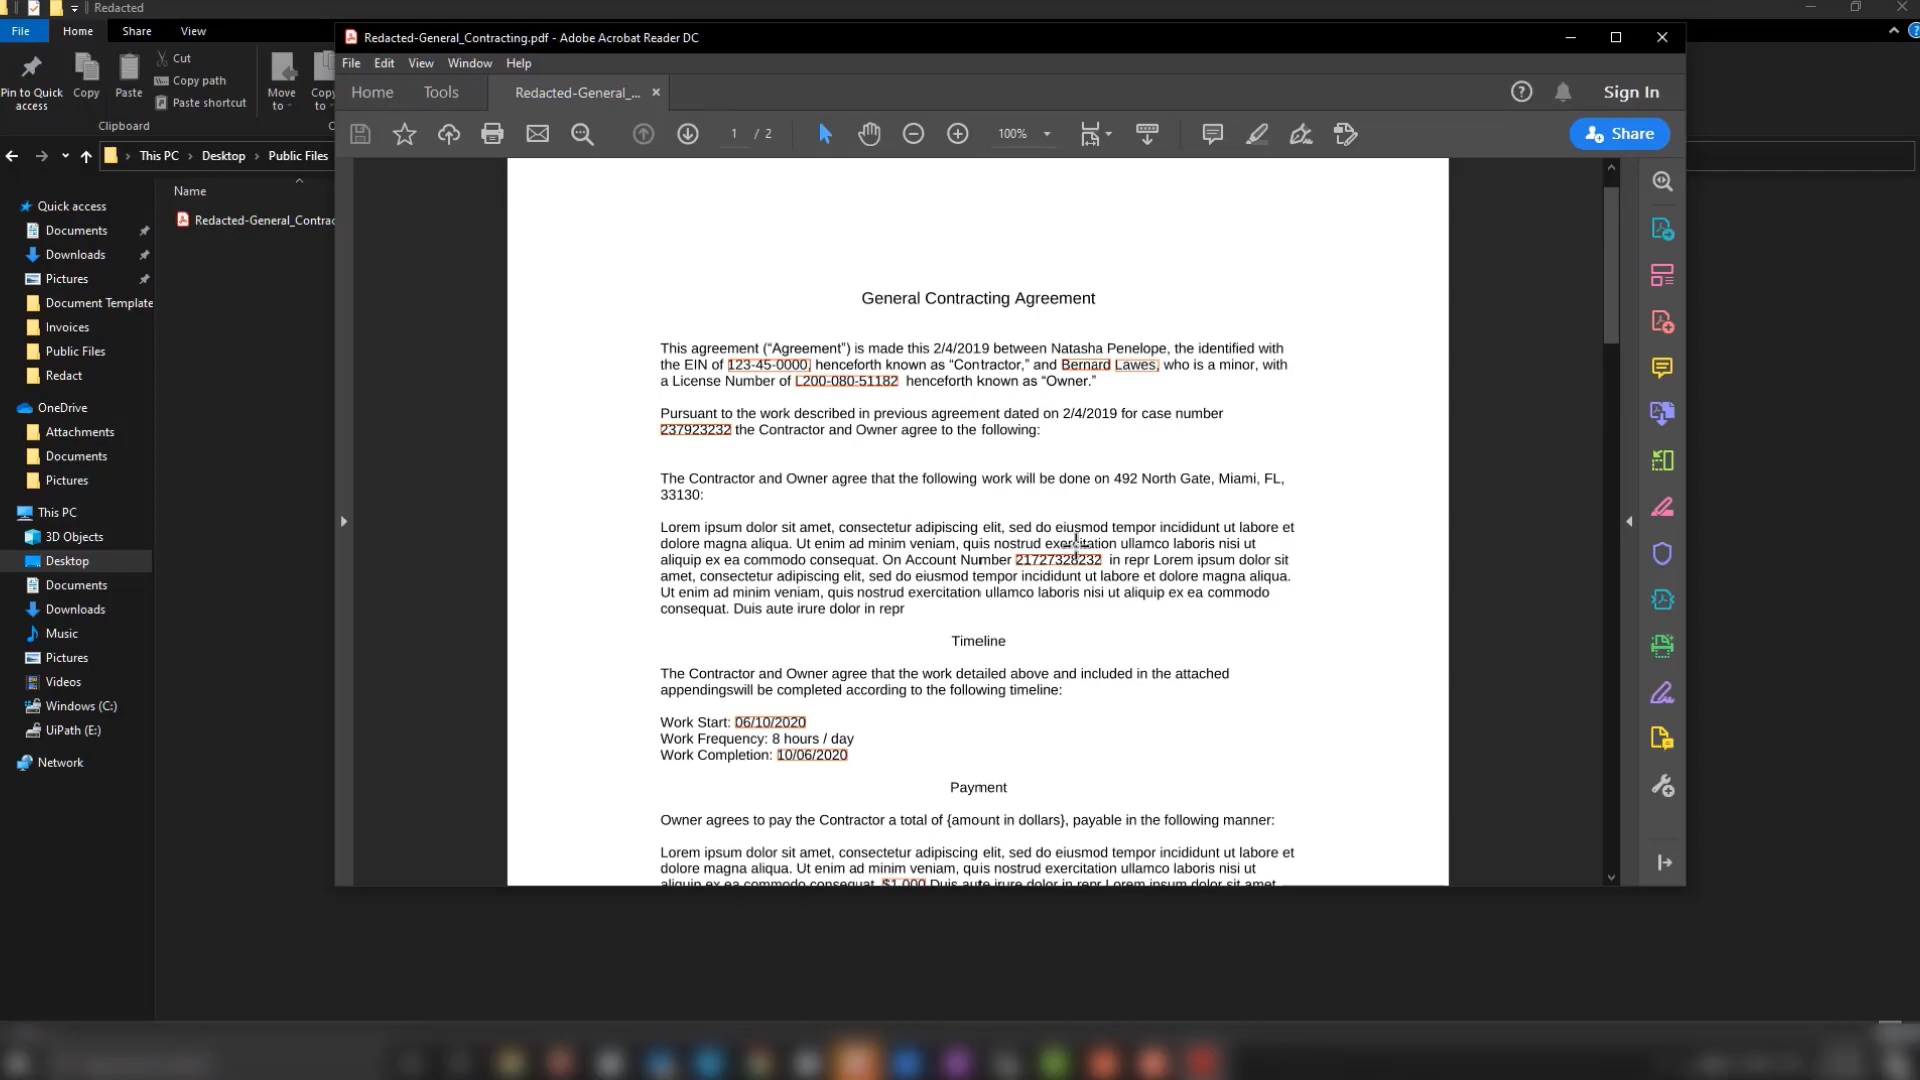 Redacted
File Home Share View
Pin to Quick access
Copy
Paste
Cut
Copy path
Paste shortcut
Move to
Copy to
Clipboard
This PC Desktop Public Files
Name
Redacted-General_Contrac
Quick access
Documents
Downloads
Pictures
Document Template
Invoices
Public Files
Redact
OneDrive
Attachments
Documents
Pictures
This PC
3D Objects
Desktop
Documents
Downloads
Music
Pictures
Videos
Windows (C:)
UiPath (E:)
Network
Redacted-General_Contracting.pdf - Adobe Acrobat Reader DC
File Edit View Window Help
Home Tools Redacted-General_... × Sign In
1 / 2 100% Share
General Contracting Agreement
This agreement (“Agreement”) is made this 2/4/2019 between Natasha Penelope, the identified with
the EIN of 123-45-0000, henceforth known as “Contractor,” and Bernard Lawes, who is a minor, with
a License Number of L200-080-51182 henceforth known as “Owner.”
Pursuant to the work described in previous agreement dated on 2/4/2019 for case number
237923232 the Contractor and Owner agree to the following:
The Contractor and Owner agree that the following work will be done on 492 North Gate, Miami, FL,
33130:
Lorem ipsum dolor sit amet, consectetur adipiscing elit, sed do eiusmod tempor incididunt ut labore et
dolore magna aliqua. Ut enim ad minim veniam, quis nostrud exercitation ullamco laboris nisi ut
aliquip ex ea commodo consequat. On Account Number 21727328232 in repr Lorem ipsum dolor sit
amet, consectetur adipiscing elit, sed do eiusmod tempor incididunt ut labore et dolore magna aliqua.
Ut enim ad minim veniam, quis nostrud exercitation ullamco laboris nisi ut aliquip ex ea commodo
consequat. Duis aute irure dolor in repr
Timeline
The Contractor and Owner agree that the work detailed above and included in the attached
appendingswill be completed according to the following timeline:
Work Start: 06/10/2020
Work Frequency: 8 hours / day
Work Completion: 10/06/2020
Payment
Owner agrees to pay the Contractor a total of {amount in dollars}, payable in the following manner:
Lorem ipsum dolor sit amet, consectetur adipiscing elit, sed do eiusmod tempor incididunt ut labore et
dolore magna aliqua. Ut enim ad minim veniam, quis nostrud exercitation ullamco laboris nisi ut
aliquip ex ea commodo consequat. $1,000 Duis aute irure dolor in repr Lorem ipsum dolor sit amet,